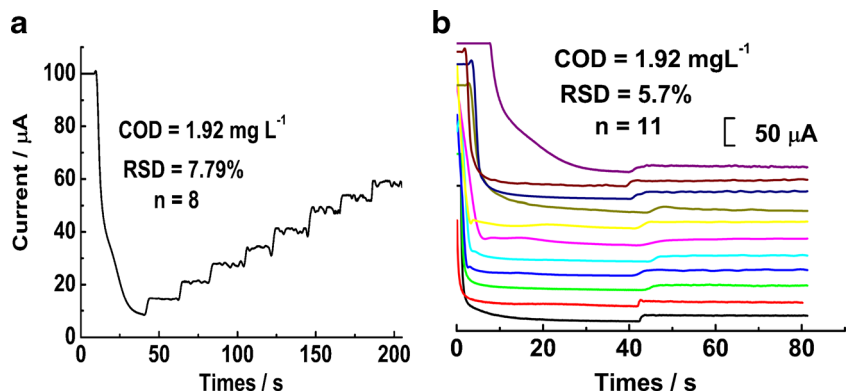 a
100
80
60
40
20
0
Current / μA
COD = 1.92 mg L⁻¹
RSD = 7.79%
n = 8
0 50 100 150 200
Times / s
b
COD = 1.92 mgL⁻¹
RSD = 5.7%
n = 11
50 μA
0 20 40 60 80
Times / s